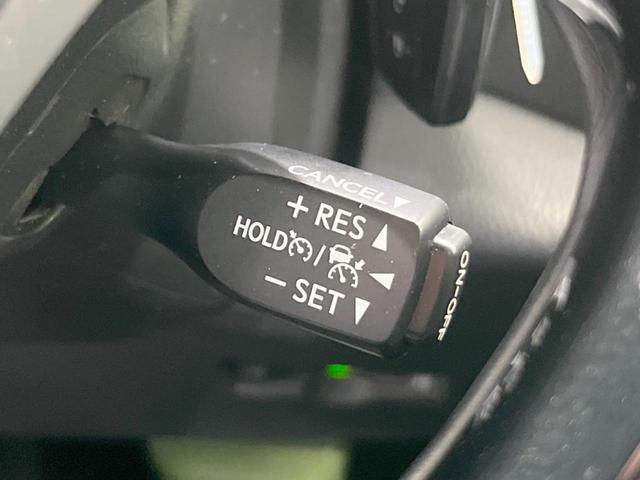 CANCEL▼
+ RES ▲
HOLD / ◀
− SET ▼
ON-OFF